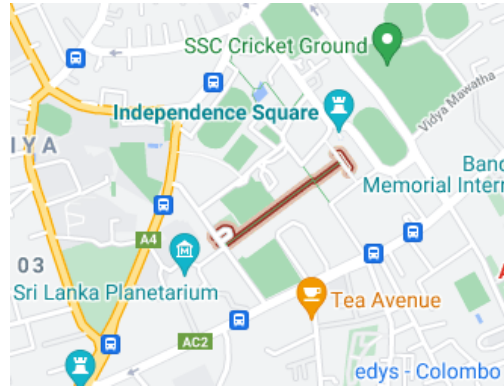 SSC Cricket Ground
Independence Square
Vidya Mawatha
IYA
Band
Memorial Intern
A4
03
Sri Lanka Planetarium
Tea Avenue
AC2
edys - Colombo